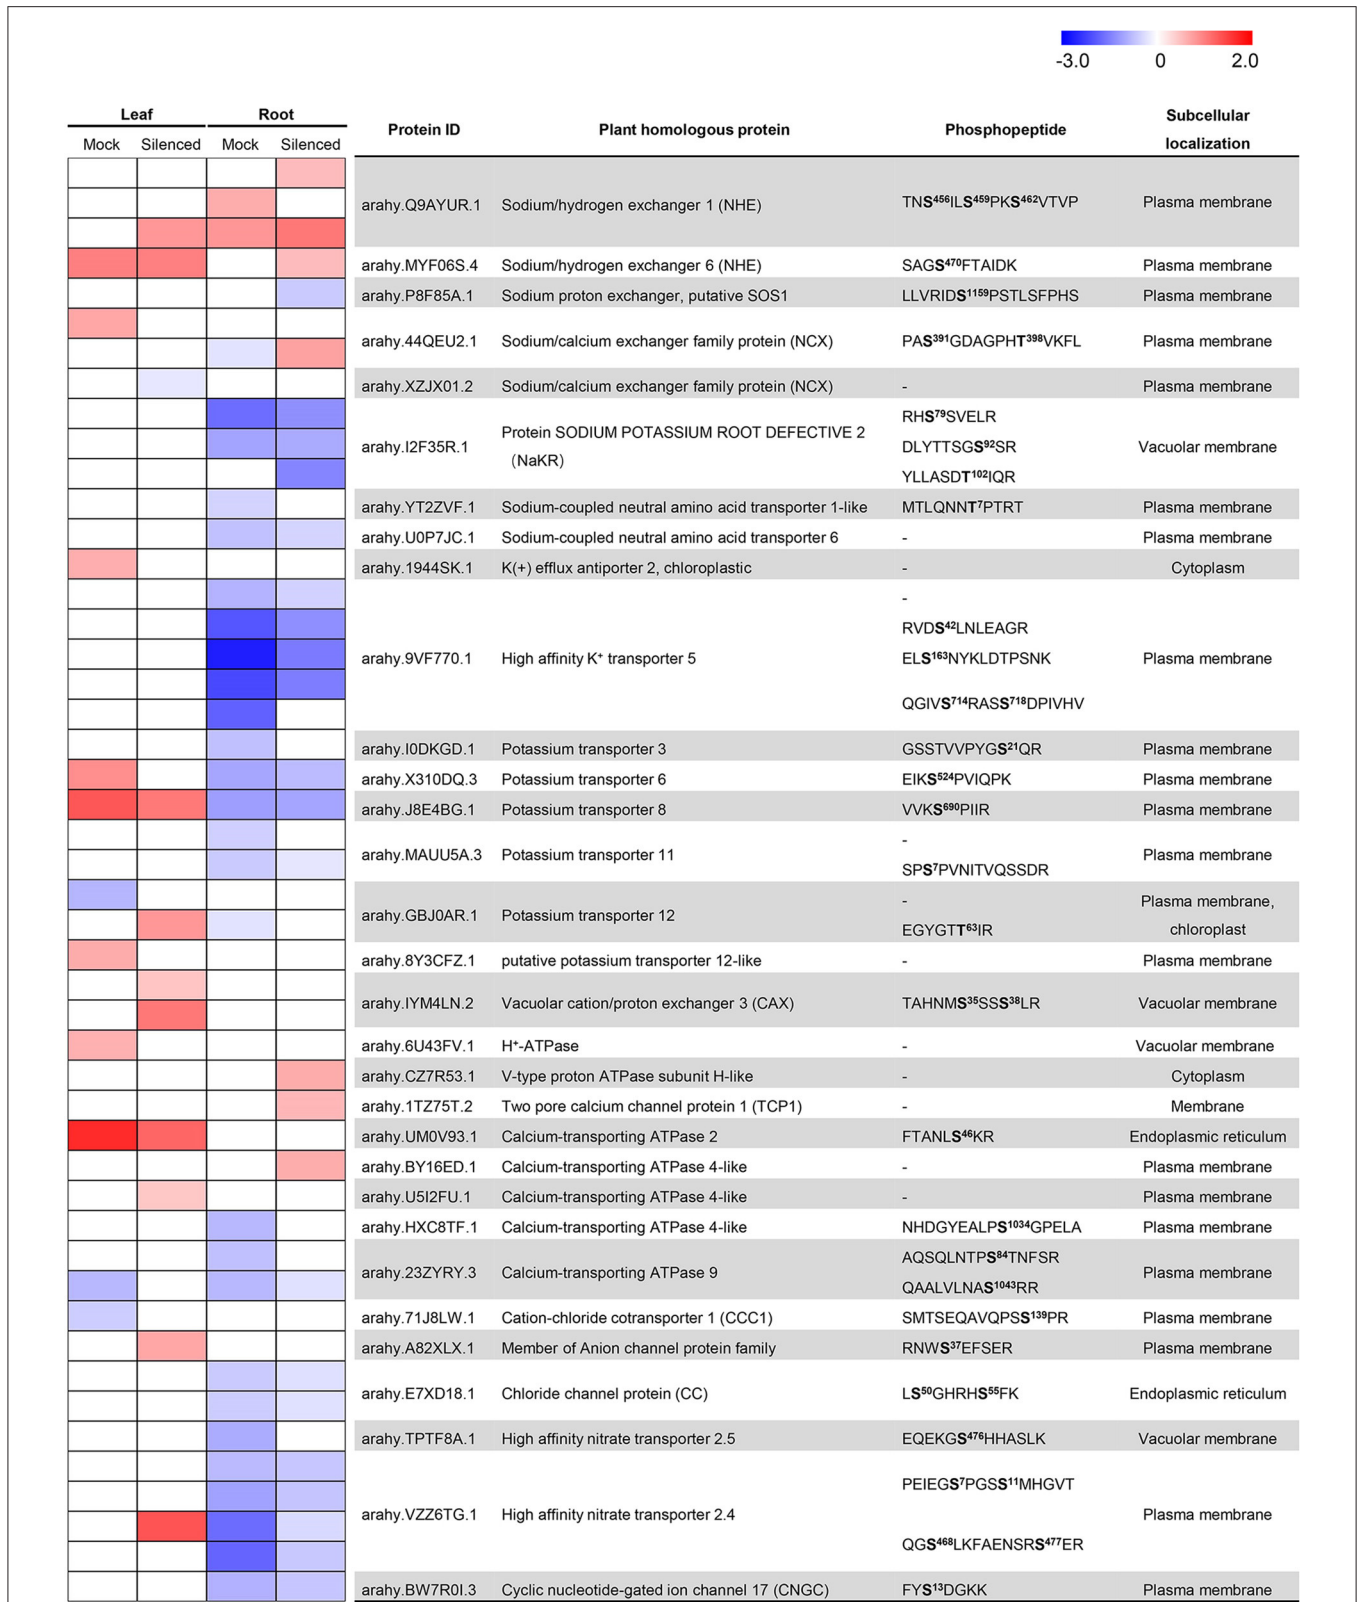 -3.0 0 2.0
Leaf Root Protein ID Plant homologous protein Phosphopeptide Subcellular localization
Mock Silenced Mock Silenced
arahy.Q9AYUR.1 Sodium/hydrogen exchanger 1 (NHE) TNS⁴⁵⁶ILS⁴⁵⁹PKS⁴⁶²VTVP Plasma membrane
arahy.MYF06S.4 Sodium/hydrogen exchanger 6 (NHE) SAGS⁴⁷⁰FTAIDK Plasma membrane
arahy.P8F85A.1 Sodium proton exchanger, putative SOS1 LLVRIDS¹¹⁵⁹PSTLSFPHS Plasma membrane
arahy.44QEU2.1 Sodium/calcium exchanger family protein (NCX) PAS³⁹¹GDAGPHT³⁹⁸VKFL Plasma membrane
arahy.XZJX01.2 Sodium/calcium exchanger family protein (NCX) - Plasma membrane
RHS⁷⁹SVELR
arahy.I2F35R.1 Protein SODIUM POTASSIUM ROOT DEFECTIVE 2 DLYTTSGS⁹²SR Vacuolar membrane
(NaKR)
YLLASDT¹⁰²IQR
arahy.YT2ZVF.1 Sodium-coupled neutral amino acid transporter 1-like MTLQNNT⁷PTRT Plasma membrane
arahy.U0P7JC.1 Sodium-coupled neutral amino acid transporter 6 - Plasma membrane
arahy.1944SK.1 K(+) efflux antiporter 2, chloroplastic - Cytoplasm
-
RVDS⁴²LNLEAGR
arahy.9VF770.1 High affinity K⁺ transporter 5 ELS¹⁶³NYKLDTPSNK Plasma membrane
QGIVS⁷¹⁴RASS⁷¹⁸DPIVHV
arahy.I0DKGD.1 Potassium transporter 3 GSSTVVPYGS²¹QR Plasma membrane
arahy.X310DQ.3 Potassium transporter 6 EIKS⁵²⁴PVIQPK Plasma membrane
arahy.J8E4BG.1 Potassium transporter 8 VVKS⁶⁹⁰PIIR Plasma membrane
-
arahy.MAUU5A.3 Potassium transporter 11 Plasma membrane
SPS⁷PVNITVQSSDR
- Plasma membrane,
arahy.GBJ0AR.1 Potassium transporter 12
EGYGTT⁶³IR chloroplast
arahy.8Y3CFZ.1 putative potassium transporter 12-like - Plasma membrane
arahy.IYM4LN.2 Vacuolar cation/proton exchanger 3 (CAX) TAHNMS³⁵SSS³⁸LR Vacuolar membrane
arahy.6U43FV.1 H⁺-ATPase - Vacuolar membrane
arahy.CZ7R53.1 V-type proton ATPase subunit H-like - Cytoplasm
arahy.1TZ75T.2 Two pore calcium channel protein 1 (TCP1) - Membrane
arahy.UM0V93.1 Calcium-transporting ATPase 2 FTANLS⁴⁶KR Endoplasmic reticulum
arahy.BY16ED.1 Calcium-transporting ATPase 4-like - Plasma membrane
arahy.U5I2FU.1 Calcium-transporting ATPase 4-like - Plasma membrane
arahy.HXC8TF.1 Calcium-transporting ATPase 4-like NHDGYEALPS¹⁰³⁴GPELA Plasma membrane
AQSQLNTPS⁸⁴TNFSR
arahy.23ZYRY.3 Calcium-transporting ATPase 9 Plasma membrane
QAALVLNAS¹⁰⁴³RR
arahy.71J8LW.1 Cation-chloride cotransporter 1 (CCC1) SMTSEQAVQPSS¹³⁹PR Plasma membrane
arahy.A82XLX.1 Member of Anion channel protein family RNWS³⁷EFSER Plasma membrane
arahy.E7XD18.1 Chloride channel protein (CC) LS⁵⁰GHRHS⁵⁵FK Endoplasmic reticulum
arahy.TPTF8A.1 High affinity nitrate transporter 2.5 EQEKGS⁴⁷⁶HHASLK Vacuolar membrane
PEIEGS⁷PGSS¹¹MHGVT
arahy.VZZ6TG.1 High affinity nitrate transporter 2.4 Plasma membrane
QGS⁴⁶⁸LKFAENSRS⁴⁷⁷ER
arahy.BW7R0I.3 Cyclic nucleotide-gated ion channel 17 (CNGC) FYS¹³DGKK Plasma membrane